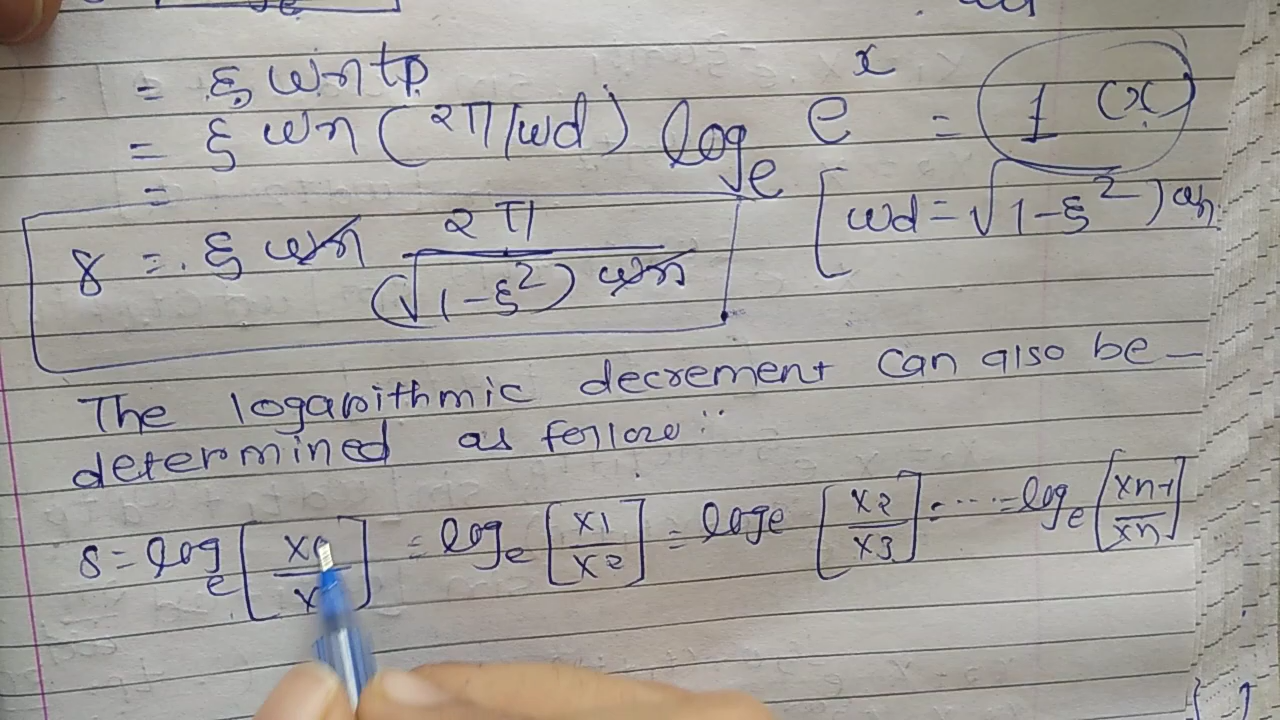 = ξ ωn tp
= ξ ωn (2π/ωd) logₑ eˣ = 1 (x)
=
δ = ξ ωn 2π / (√1-ξ²) ωn [ωd = √1-ξ²) ωn
The logarithmic decrement can also be
determined as follow:
δ = logₑ [x0/x] = logₑ [x1/x2] = loge [x2/x3] ---- = logₑ [xn-1/xn]